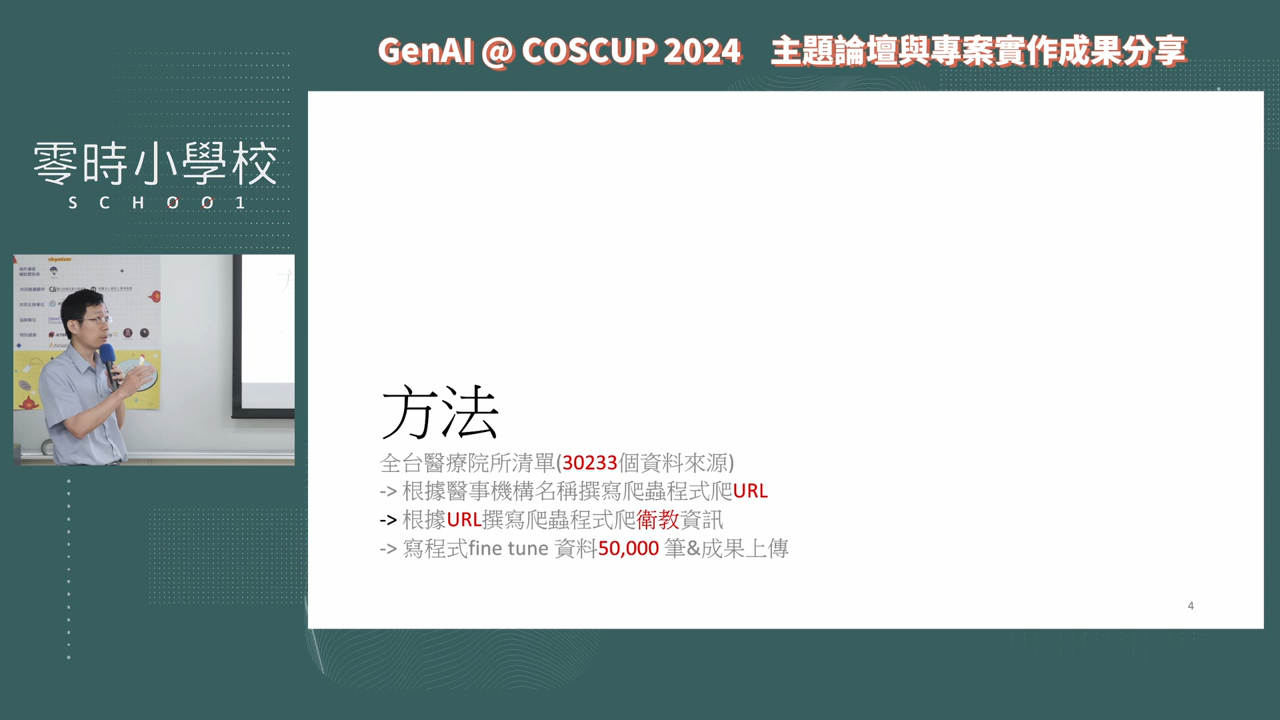 GenAI @ COSCUP 2024 主題論壇與專案實作成果分享
零時小學校
SCHOO1
方法
全台醫療院所清單(30233個資料來源)
-> 根據醫事機構名稱撰寫爬蟲程式爬URL
-> 根據URL撰寫爬蟲程式爬衛教資訊
-> 寫程式fine tune 資料50,000 筆&成果上傳
4